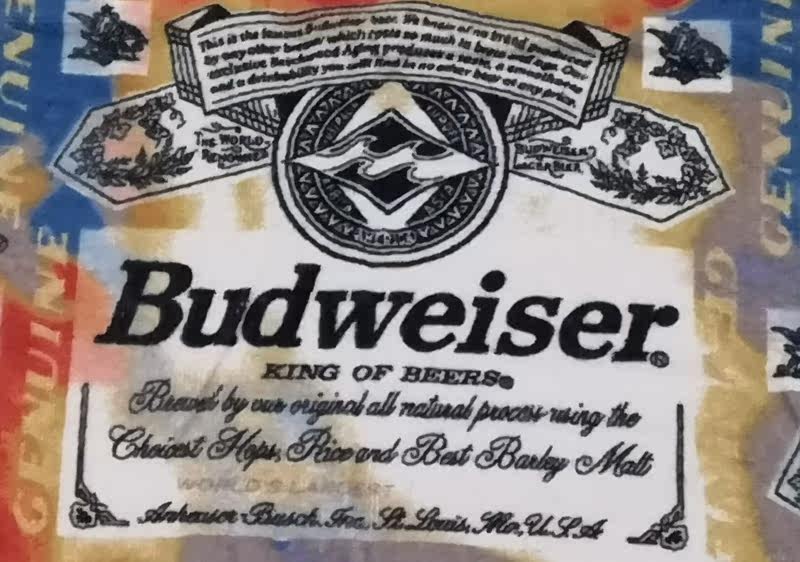 This is the famous Budweiser beer. We know of no brand produced
by any other brewer which costs so much to brew and age. Our
exclusive Beechwood Aging produces a taste, a smoothness
and a drinkability you will find in no other beer at any price.
THE WORLD
RENOWNED
BUDWEISER
LAGER BEER
Budweiser®
KING OF BEERS®
Brewed by our original all natural process using the
Choicest Hops, Rice and Best Barley Malt
WORLD'S LARGEST
Anheuser-Busch, Inc. St. Louis, Mo. U.S.A
GENUINE
GENUINE
GENUINE
GENUINE